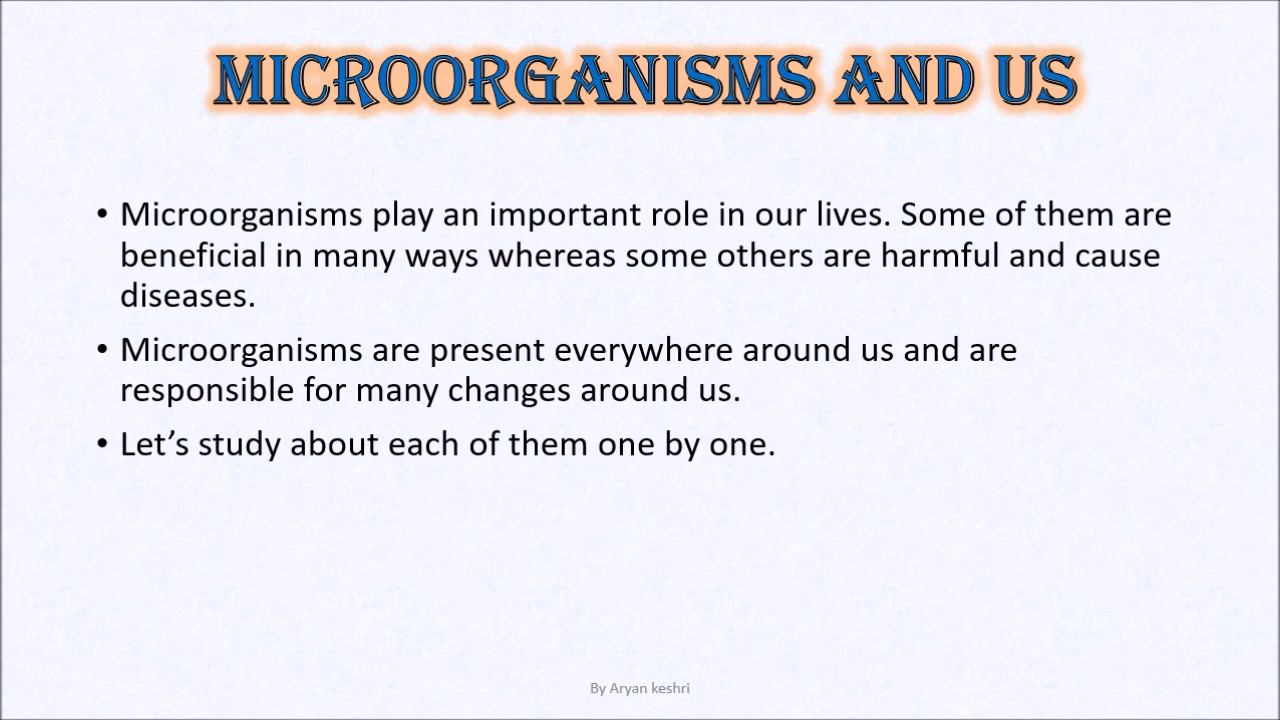 MICROORGANISMS AND US
• Microorganisms play an important role in our lives. Some of them are
beneficial in many ways whereas some others are harmful and cause
diseases.
• Microorganisms are present everywhere around us and are
responsible for many changes around us.
• Let’s study about each of them one by one.
By Aryan keshri